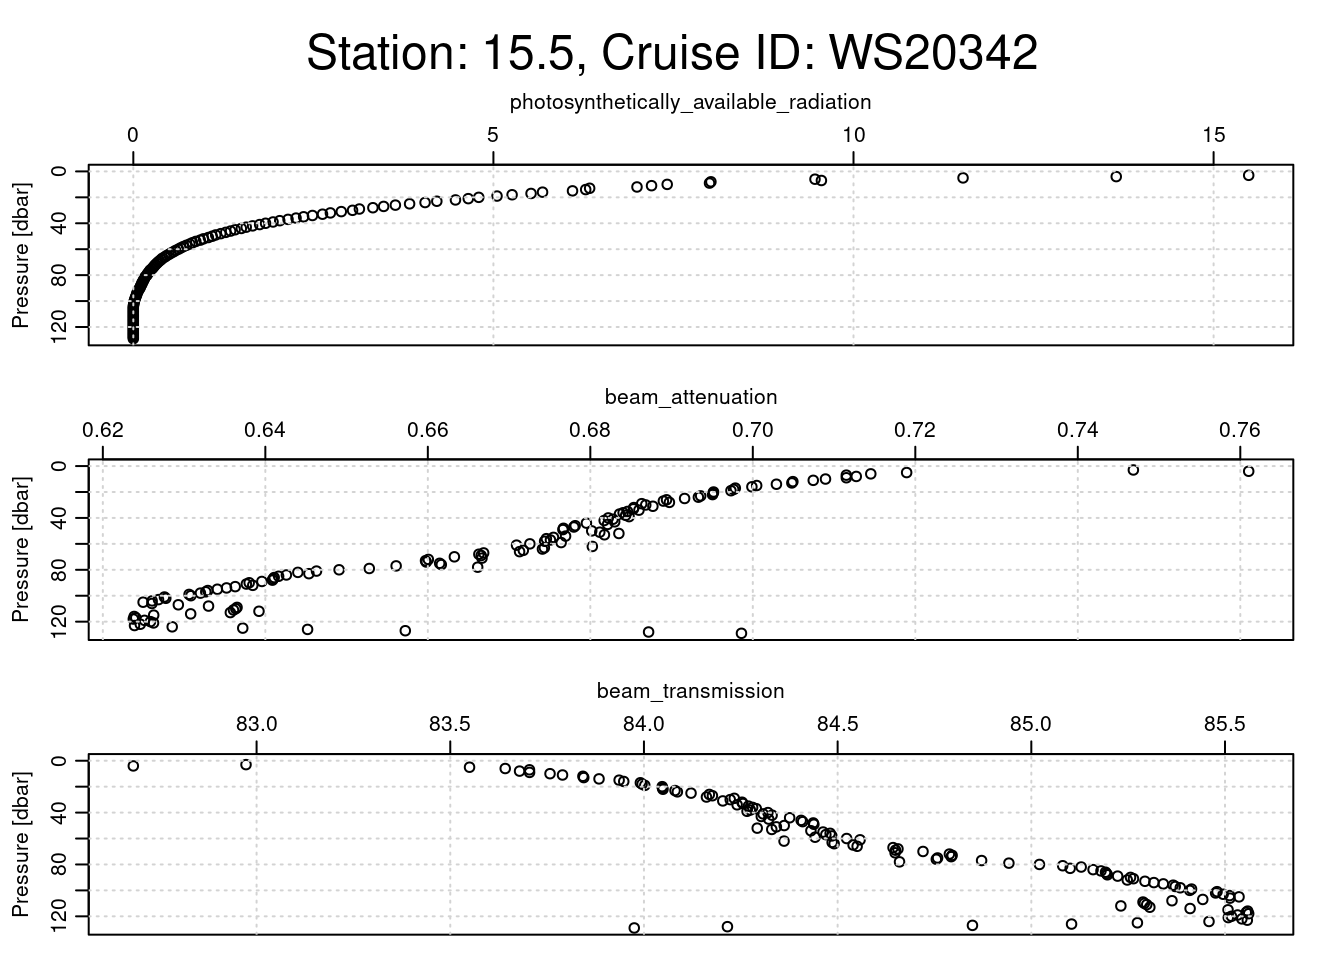 Station: 15.5, Cruise ID: WS20342
photosynthetically_available_radiation
0 5 10 15
Pressure [dbar]
0
40
80
120
beam_attenuation
0.62 0.64 0.66 0.68 0.70 0.72 0.74 0.76
Pressure [dbar]
0
40
80
120
beam_transmission
83.0 83.5 84.0 84.5 85.0 85.5
Pressure [dbar]
0
40
80
120